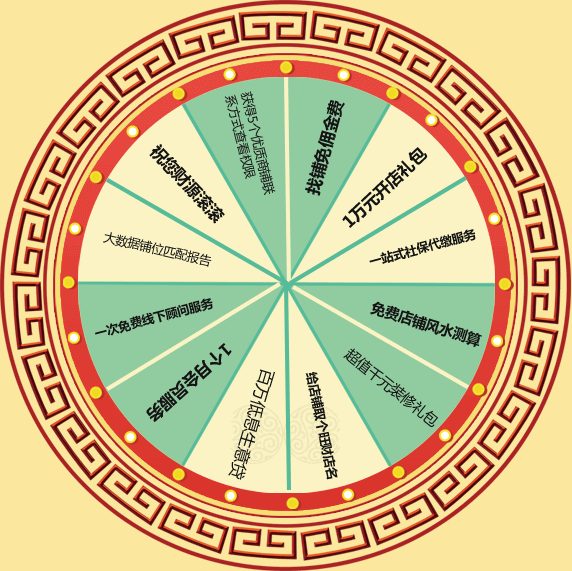 找铺免佣金费
1万元开店礼包
一站式社保代缴服务
免费店铺风水测算
超值千元装修礼包
给店铺取个旺财店名
百万低息生意贷
1个月会员服务
一次免费线下顾问服务
大数据铺位匹配报告
祝您财源滚滚
获得5个优质商铺联
系方式查看权限